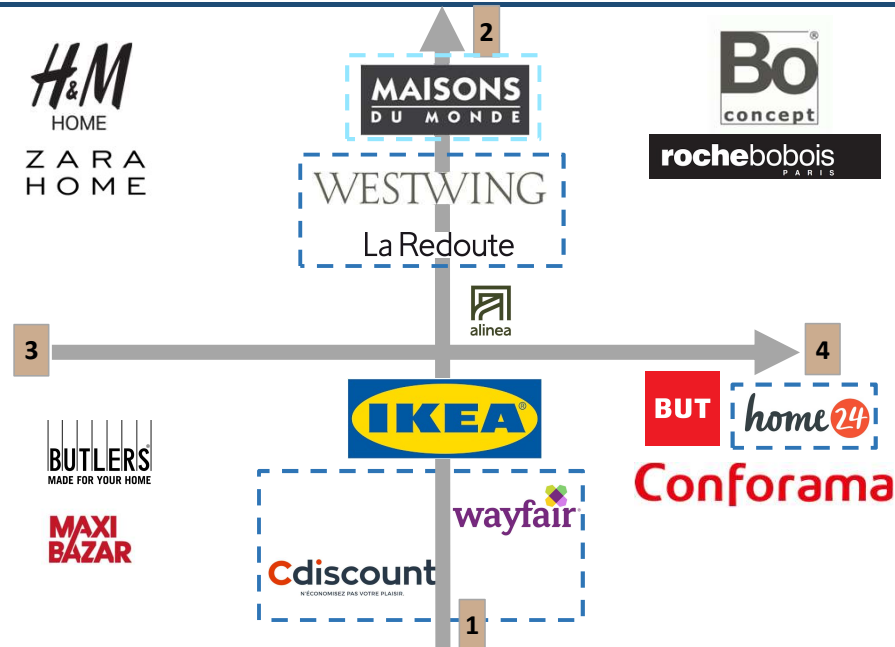 2
H&M
HOME
ZARA
HOME
MAISONS
DU MONDE
Bo®
concept
rochebobois
PARIS
WESTWING
La Redoute
alinea
3
4
IKEA®
BUT
home24
Conforama
BUTLERS®
MADE FOR YOUR HOME
MAXI
BAZAR
wayfair
Cdiscount
N'ÉCONOMISEZ PAS VOTRE PLAISIR.
1